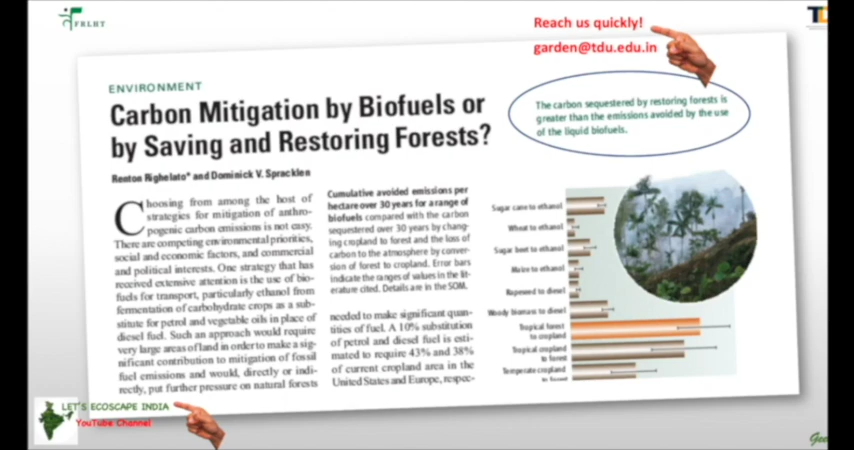 FRLHT
Reach us quickly!
garden@tdu.edu.in
ENVIRONMENT
Carbon Mitigation by Biofuels or
by Saving and Restoring Forests?
Renton Righelato* and Dominick V. Spracklen
The carbon sequestered by restoring forests is
greater than the emissions avoided by the use
of the liquid biofuels.
Choosing from among the host of
strategies for mitigation of anthro-
pogenic carbon emissions is not easy.
There are competing environmental priorities,
social and economic factors, and commercial
and political interests. One strategy that has
received extensive attention is the use of bio-
fuels for transport, particularly ethanol from
fermentation of carbohydrate crops as a sub-
stitute for petrol and vegetable oils in place of
diesel fuel. Such an approach would require
very large areas of land in order to make a sig-
nificant contribution to mitigation of fossil
fuel emissions and would, directly or indi-
rectly, put further pressure on natural forests
Cumulative avoided emissions per
hectare over 30 years for a range of
biofuels compared with the carbon
sequestered over 30 years by chang-
ing cropland to forest and the loss of
carbon to the atmosphere by conver-
sion of forest to cropland. Error bars
indicate the ranges of values in the lit-
erature cited. Details are in the SOM.
needed to make significant quan-
tities of fuel. A 10% substitution
of petrol and diesel fuel is esti-
mated to require 43% and 38%
of current cropland area in the
United States and Europe, respec-
Sugar cane to ethanol
Wheat to ethanol
Sugar beet to ethanol
Maize to ethanol
Rapeseed to diesel
Woody biomass to diesel
Tropical forest
to cropland
Tropical cropland
to forest
Temperate cropland
to forest
LET'S ECOSCAPE INDIA
YouTube Channel